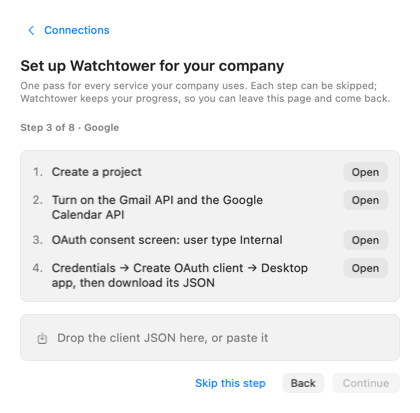 Connections
Set up Watchtower for your company
One pass for every service your company uses. Each step can be skipped;
Watchtower keeps your progress, so you can leave this page and come back.
Step 3 of 8 · Google
1. Create a project Open
2. Turn on the Gmail API and the Google Open
Calendar API
3. OAuth consent screen: user type Internal Open
4. Credentials → Create OAuth client → Desktop Open
app, then download its JSON
Drop the client JSON here, or paste it
Skip this step Back Continue